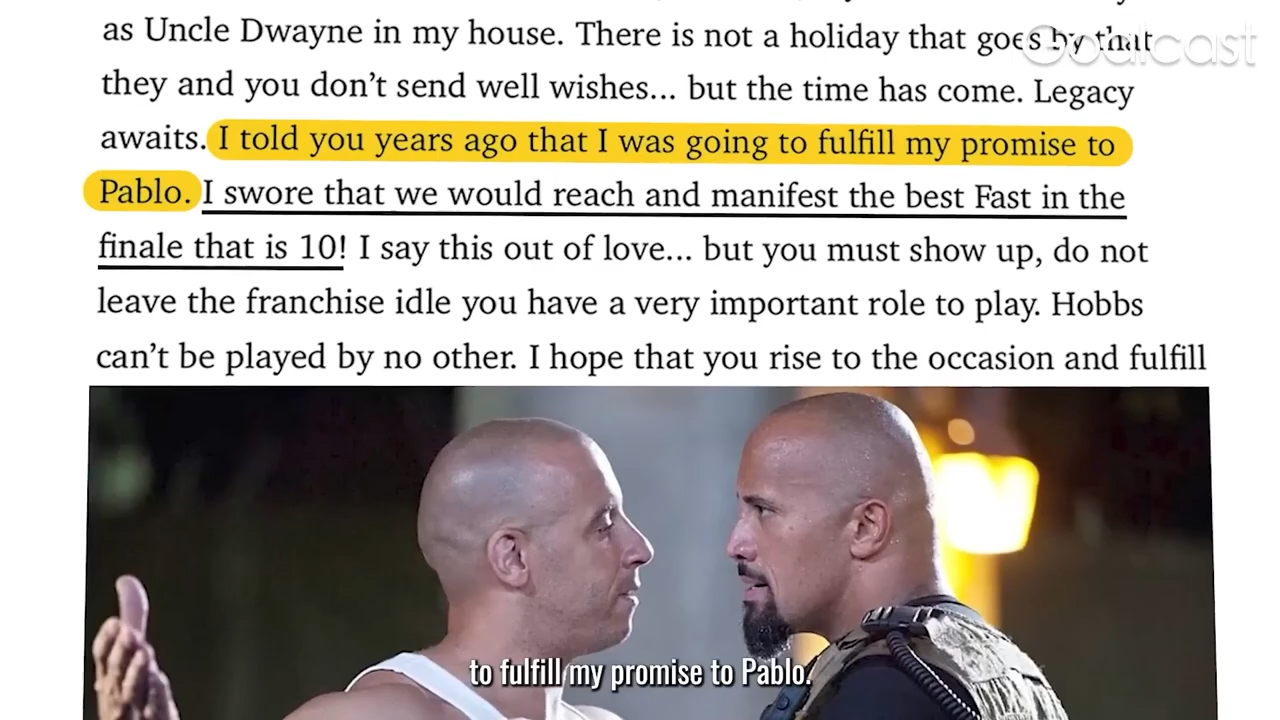 as Uncle Dwayne in my house. There is not a holiday that goes by that
Goalcast
they and you don't send well wishes... but the time has come. Legacy
awaits. I told you years ago that I was going to fulfill my promise to
Pablo. I swore that we would reach and manifest the best Fast in the
finale that is 10! I say this out of love... but you must show up, do not
leave the franchise idle you have a very important role to play. Hobbs
can't be played by no other. I hope that you rise to the occasion and fulfill
to fulfill my promise to Pablo.